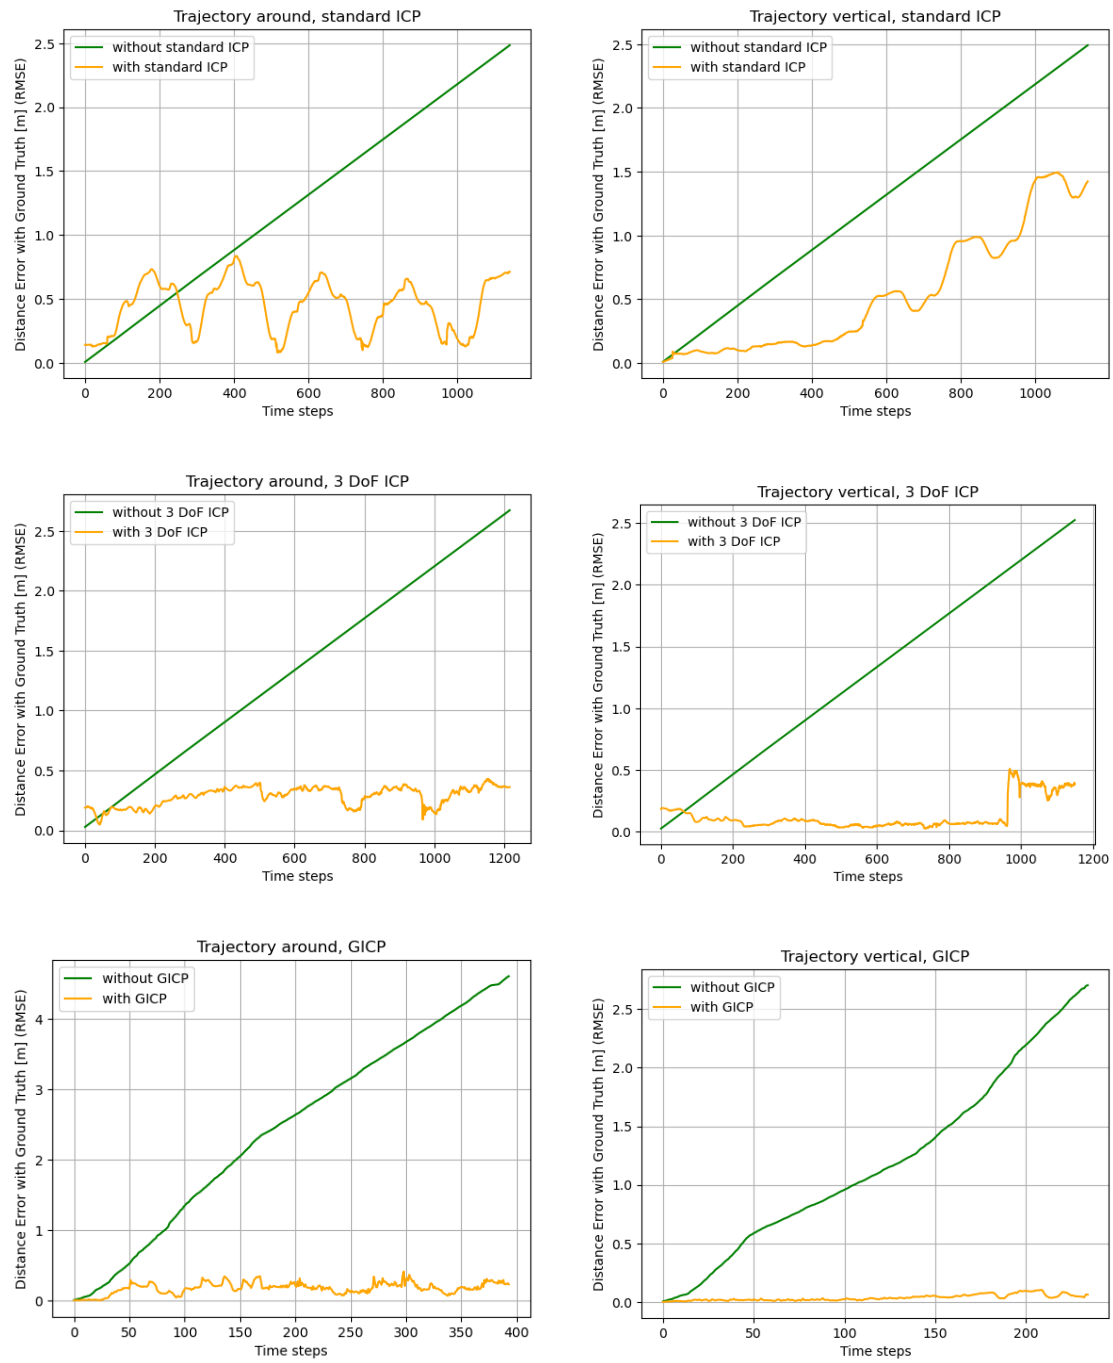 Trajectory around, standard ICP
without standard ICP
with standard ICP
Distance Error with Ground Truth [m] (RMSE)
2.5
2.0
1.5
1.0
0.5
0.0
0 200 400 600 800 1000
Time steps
Trajectory vertical, standard ICP
without standard ICP
with standard ICP
Distance Error with Ground Truth [m] (RMSE)
2.5
2.0
1.5
1.0
0.5
0.0
0 200 400 600 800 1000
Time steps
Trajectory around, 3 DoF ICP
without 3 DoF ICP
with 3 DoF ICP
Distance Error with Ground Truth [m] (RMSE)
2.5
2.0
1.5
1.0
0.5
0.0
0 200 400 600 800 1000 1200
Time steps
Trajectory vertical, 3 DoF ICP
without 3 DoF ICP
with 3 DoF ICP
Distance Error with Ground Truth [m] (RMSE)
2.5
2.0
1.5
1.0
0.5
0.0
0 200 400 600 800 1000 1200
Time steps
Trajectory around, GICP
without GICP
with GICP
Distance Error with Ground Truth [m] (RMSE)
4
3
2
1
0
0 50 100 150 200 250 300 350 400
Time steps
Trajectory vertical, GICP
without GICP
with GICP
Distance Error with Ground Truth [m] (RMSE)
2.5
2.0
1.5
1.0
0.5
0.0
0 50 100 150 200
Time steps